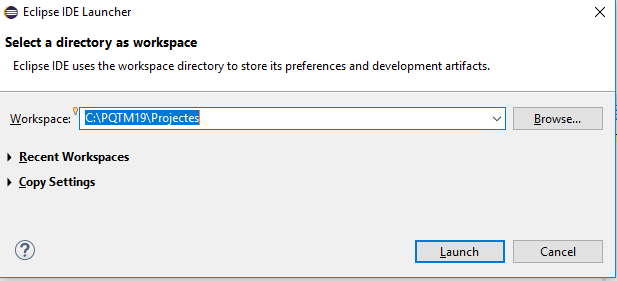 Eclipse IDE Launcher
Select a directory as workspace
Eclipse IDE uses the workspace directory to store its preferences and development artifacts.
Workspace: C:\PQTM19\Projectes Browse...
Recent Workspaces
Copy Settings
? Launch Cancel